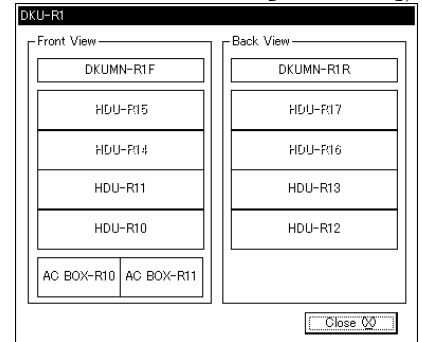 DKU-R1
Front View
DKUMN-R1F
HDU-R15
HDU-R14
HDU-R11
HDU-R10
AC BOX-R10 AC BOX-R11
Back View
DKUMN-R1R
HDU-R17
HDU-R16
HDU-R13
HDU-R12
Close (X)